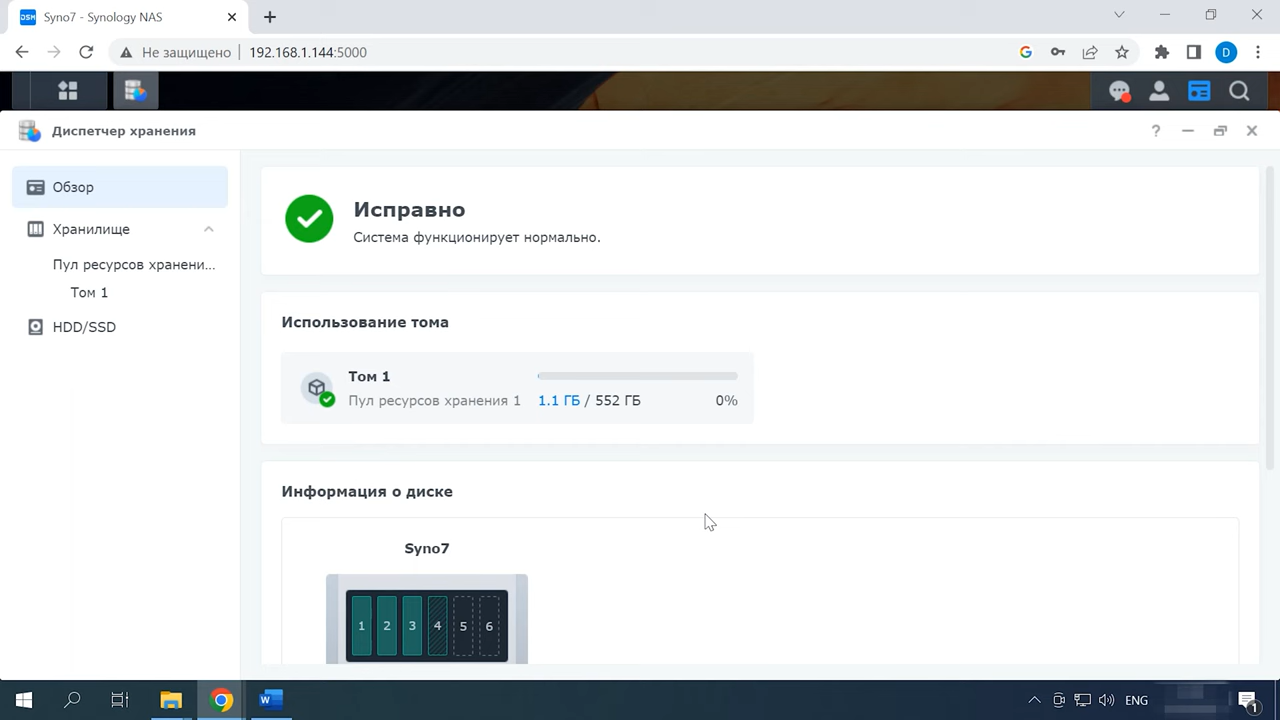 DSM
Syno7 - Synology NAS
Не защищено
192.168.1.144:5000
G
D
Диспетчер хранения
?
Обзор
Хранилище
Пул ресурсов хранени...
Том 1
HDD/SSD
Исправно
Система функционирует нормально.
Использование тома
Том 1
Пул ресурсов хранения 1
1.1 ГБ / 552 ГБ
0%
Информация о диске
Syno7
1 2 3 4 5 6
W
ENG
1